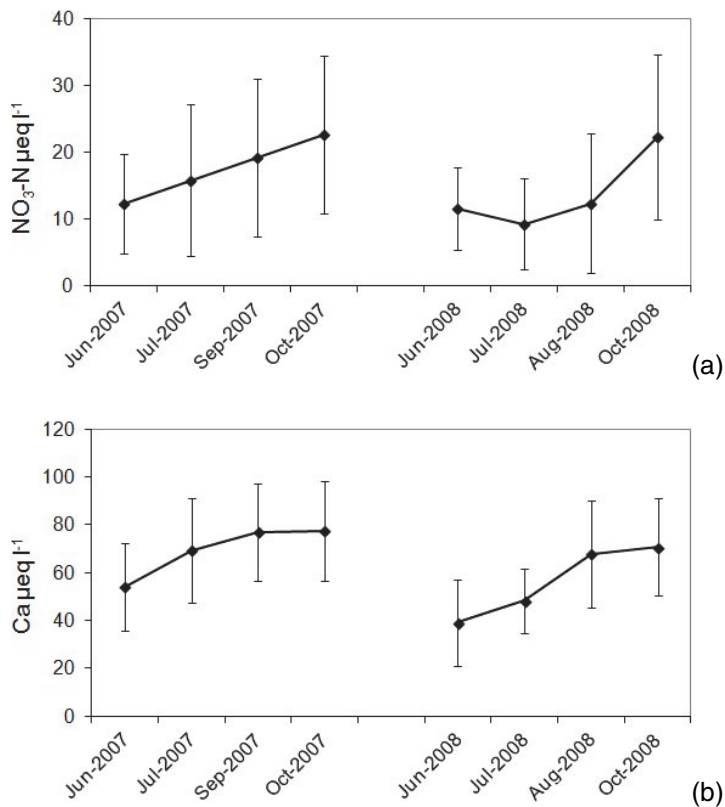 40
30
20
10
0
NO₃-N µeq l⁻¹
Jun-2007
Jul-2007
Sep-2007
Oct-2007
Jun-2008
Jul-2008
Aug-2008
Oct-2008
(a)
120
100
80
60
40
20
0
Ca µeq l⁻¹
Jun-2007
Jul-2007
Sep-2007
Oct-2007
Jun-2008
Jul-2008
Aug-2008
Oct-2008
(b)